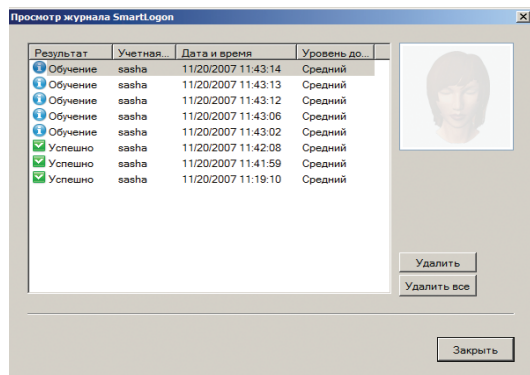 Просмотр журнала SmartLogon
Результат Учетная... Дата и время Уровень до...
Обучение sasha 11/20/2007 11:43:14 Средний
Обучение sasha 11/20/2007 11:43:13 Средний
Обучение sasha 11/20/2007 11:43:12 Средний
Обучение sasha 11/20/2007 11:43:06 Средний
Обучение sasha 11/20/2007 11:43:02 Средний
Успешно sasha 11/20/2007 11:42:08 Средний
Успешно sasha 11/20/2007 11:41:59 Средний
Успешно sasha 11/20/2007 11:19:10 Средний
Удалить
Удалить все
Закрыть